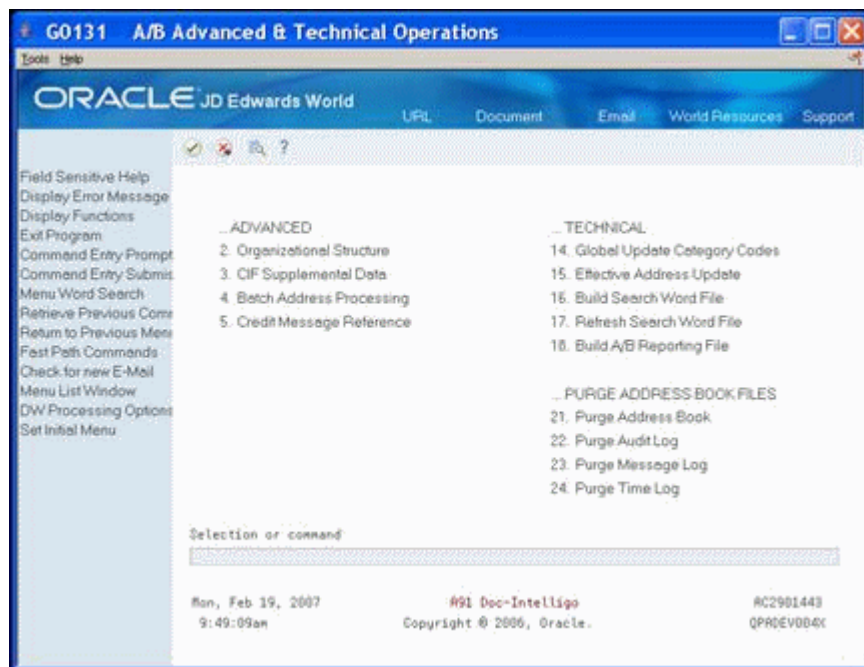 G0131 A/B Advanced & Technical Operations
Tools Help
ORACLE JD Edwards World
URL Document Email World Resources Support
?
Field Sensitive Help
Display Error Message
Display Functions
Exit Program
Command Entry Prompt
Command Entry Submis
Menu Word Search
Retrieve Previous Com
Return to Previous Men
Fast Path Commands
Check for new E-Mail
Menu List Window
DW Processing Options
Set Initial Menu
... ADVANCED
2. Organizational Structure
3. CIF Supplemental Data
4. Batch Address Processing
5. Credit Message Reference
... TECHNICAL
14. Global Update Category Codes
15. Effective Address Update
16. Build Search Word File
17. Refresh Search Word File
18. Build A/B Reporting File
... PURGE ADDRESS BOOK FILES
21. Purge Address Book
22. Purge Audit Log
23. Purge Message Log
24. Purge Time Log
Selection or command
Mon, Feb 19, 2007 A91 Doc-Intelligo AC2901443
9:49:09am Copyright © 2006, Oracle. QPADEV004X